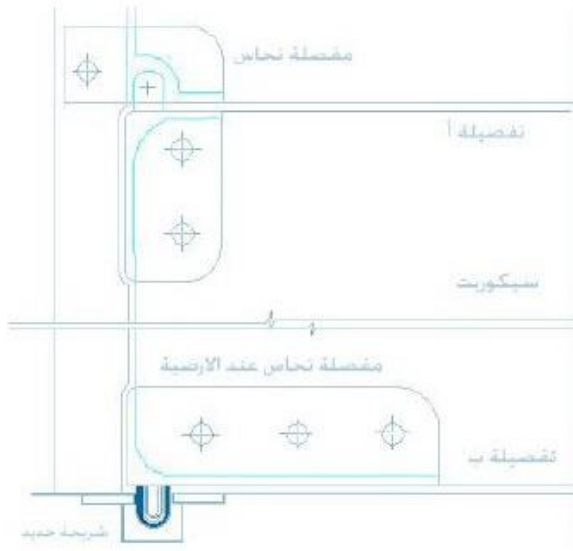 مفصلة نحاس
تفصيلة أ
سيكوريت
مفصلة نحاس عند الارضية
تفصيلة ب
شريحة حديد